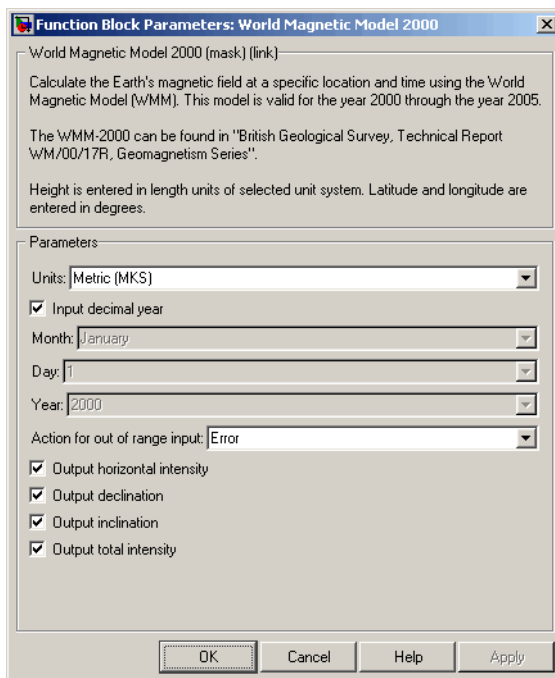 Function Block Parameters: World Magnetic Model 2000
World Magnetic Model 2000 (mask) (link)
Calculate the Earth's magnetic field at a specific location and time using the World
Magnetic Model (WMM). This model is valid for the year 2000 through the year 2005.
The WMM-2000 can be found in "British Geological Survey, Technical Report
WM/00/17R, Geomagnetism Series".
Height is entered in length units of selected unit system. Latitude and longitude are
entered in degrees.
Parameters
Units: Metric (MKS)
Input decimal year
Month: January
Day: 1
Year: 2000
Action for out of range input: Error
Output horizontal intensity
Output declination
Output inclination
Output total intensity
OK Cancel Help Apply